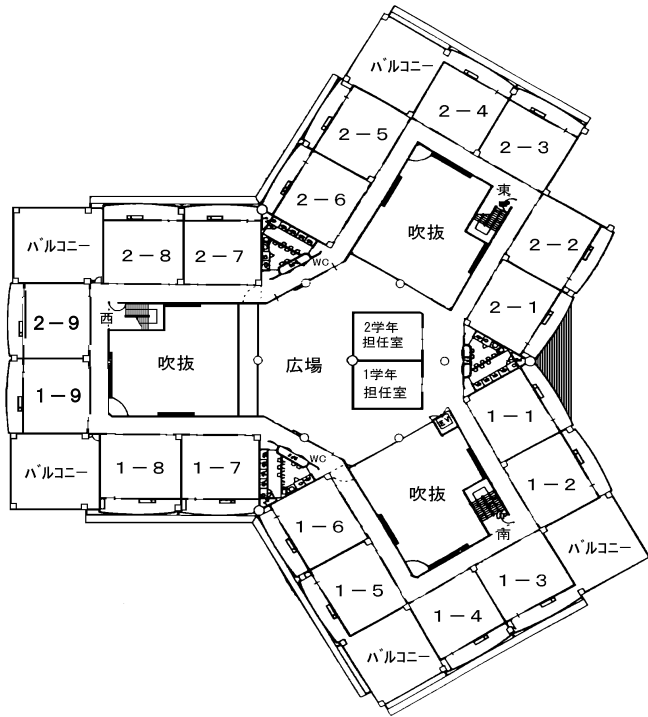 バルコニー
2-4
2-5
2-3
2-6
東
吹抜
2-2
バルコニー
2-8
2-7
WC
2-1
2-9
西
吹抜
広場
2学年
担任室
1学年
担任室
1-9
1-1
バルコニー
1-8
1-7
WC
吹抜
1-2
1-6
南
バルコニー
1-5
1-3
1-4
バルコニー